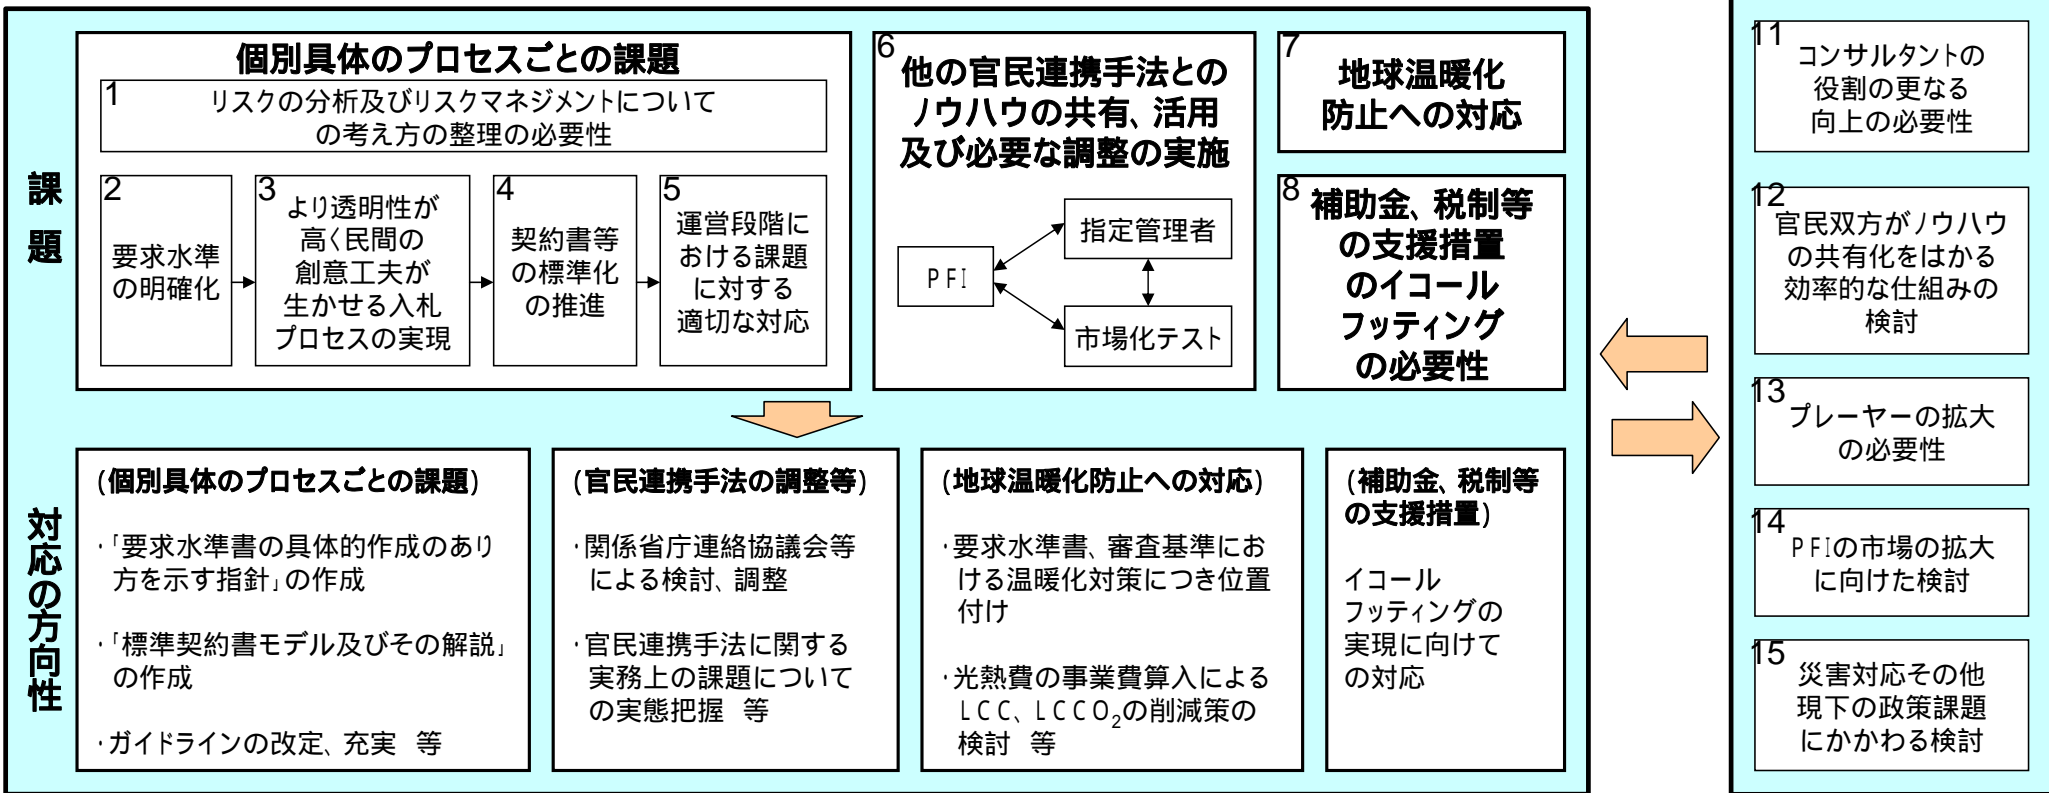 課題
個別具体のプロセスごとの課題
1
リスクの分析及びリスクマネジメントについて
の考え方の整理の必要性
2
要求水準
の明確化
3
より透明性が
高く民間の
創意工夫が
生かせる入札
プロセスの実現
4
契約書等
の標準化
の推進
5
運営段階に
おける課題
に対する
適切な対応
6
他の官民連携手法との
ノウハウの共有、活用
及び必要な調整の実施
PFI
指定管理者
市場化テスト
7
地球温暖化
防止への対応
8
補助金、税制等
の支援措置
のイコール
フッティング
の必要性
対応の方向性
(個別具体のプロセスごとの課題)
・「要求水準書の具体的作成のあり
方を示す指針」の作成
・「標準契約書モデル及びその解説」
の作成
・ガイドラインの改定、充実 等
(官民連携手法の調整等)
・関係省庁連絡協議会等
による検討、調整
・官民連携手法に関する
実務上の課題について
の実態把握 等
(地球温暖化防止への対応)
・要求水準書、審査基準にお
ける温暖化対策につき位置
付け
・光熱費の事業費算入による
LCC、LCCO₂の削減策の
検討 等
(補助金、税制等
の支援措置)
イコール
フッティングの
実現に向けて
の対応
11
コンサルタントの
役割の更なる
向上の必要性
12
官民双方がノウハウ
の共有化をはかる
効率的な仕組みの
検討
13
プレーヤーの拡大
の必要性
14
PFIの市場の拡大
に向けた検討
15
災害対応その他
現下の政策課題
にかかわる検討